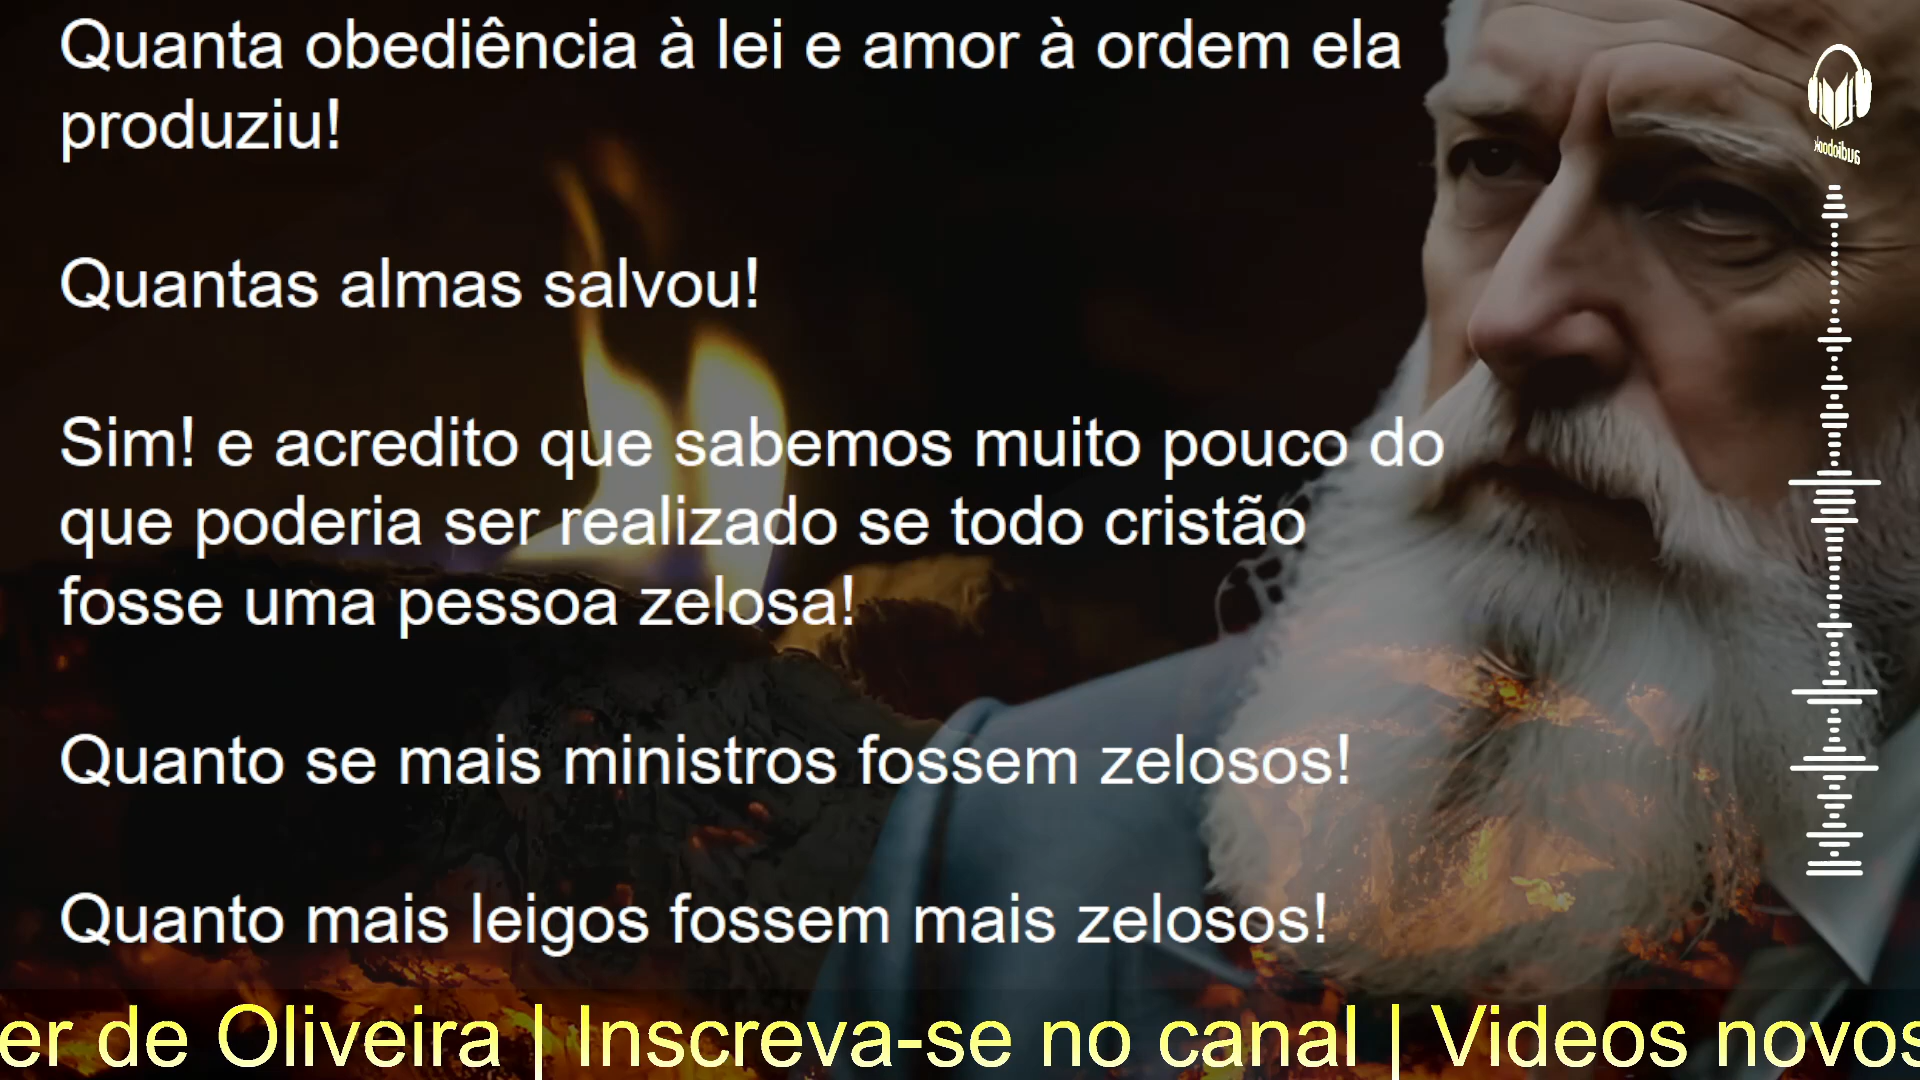 Quanta obediência à lei e amor à ordem ela
produziu!
Quantas almas salvou!
Sim! e acredito que sabemos muito pouco do
que poderia ser realizado se todo cristão
fosse uma pessoa zelosa!
Quanto se mais ministros fossem zelosos!
Quanto mais leigos fossem mais zelosos!
audiobook
er de Oliveira | Inscreva-se no canal | Videos novos